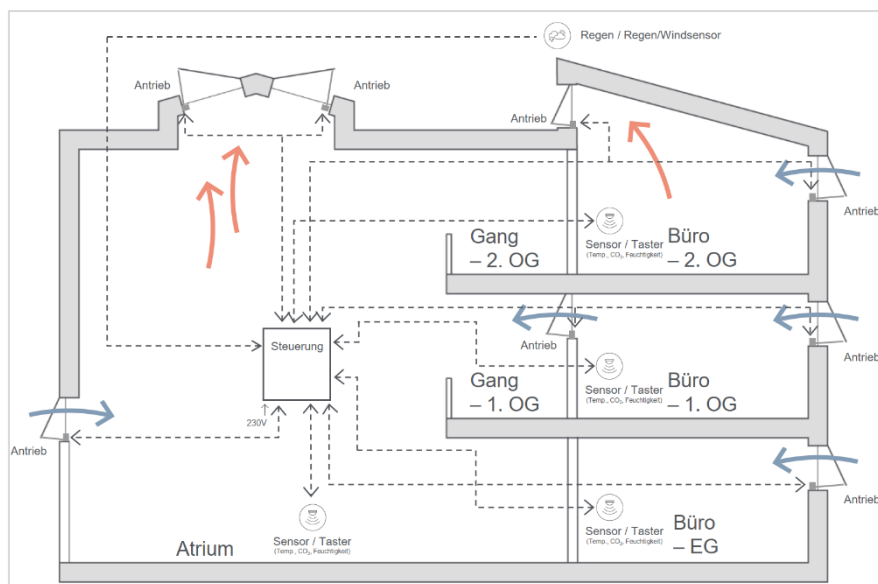 Regen / Regen/Windsensor
Antrieb
Antrieb
Antrieb
Antrieb
Gang
– 2. OG
Sensor / Taster
(Temp., CO₂, Feuchtigkeit)
Büro
– 2. OG
Steuerung
230V
Antrieb
Antrieb
Gang
– 1. OG
Sensor / Taster
(Temp., CO₂, Feuchtigkeit)
Büro
– 1. OG
Antrieb
Antrieb
Atrium
Sensor / Taster
(Temp., CO₂, Feuchtigkeit)
Sensor / Taster
(Temp., CO₂, Feuchtigkeit)
Büro
– EG